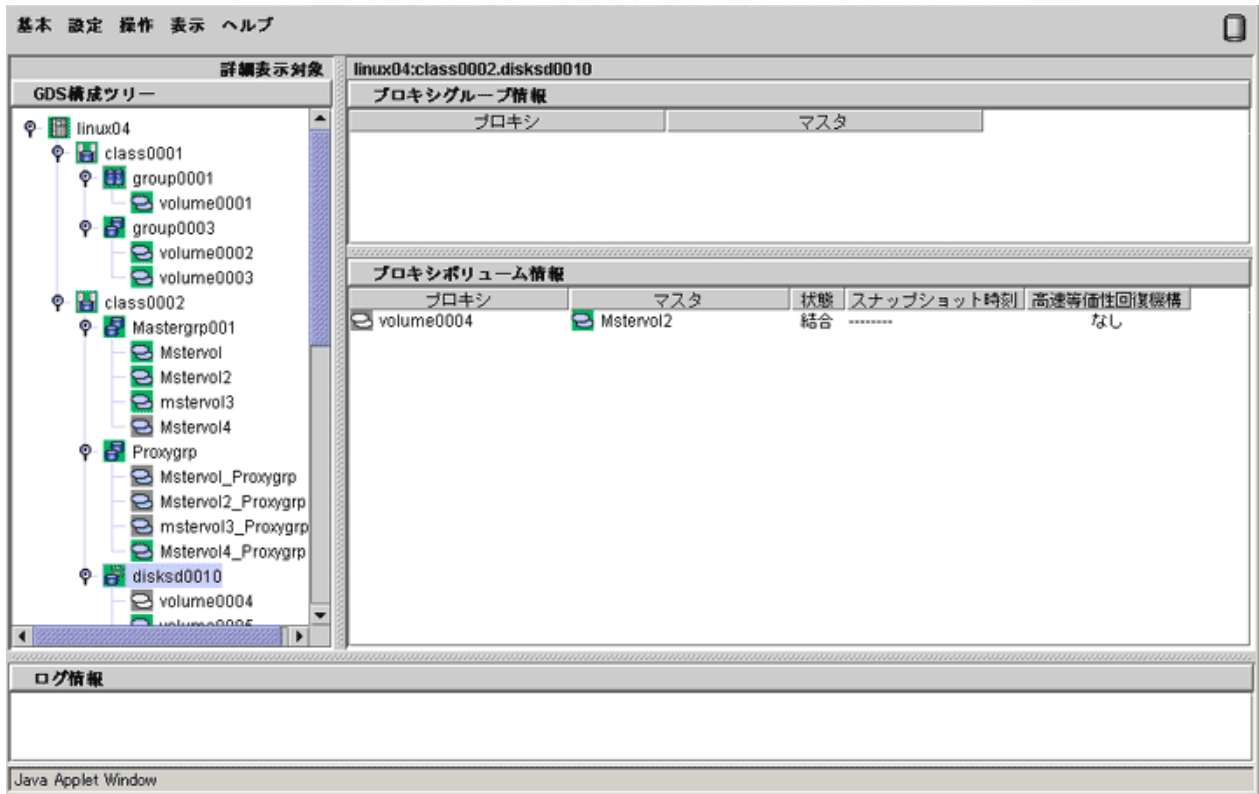 基本 設定 操作 表示 ヘルプ
詳細表示対象
GDS構成ツリー
linux04
class0001
group0001
volume0001
group0003
volume0002
volume0003
class0002
Mastergrp001
Mstervol
Mstervol2
mstervol3
Mstervol4
Proxygrp
Mstervol_Proxygrp
Mstervol2_Proxygrp
mstervol3_Proxygrp
Mstervol4_Proxygrp
disksd0010
volume0004
volume0005
linux04:class0002.disksd0010
プロキシグループ情報
プロキシ マスタ
プロキシボリューム情報
プロキシ マスタ 状態 スナップショット時刻 高速等価性回復機構
volume0004 Mstervol2 結合 -------- なし
ログ情報
Java Applet Window